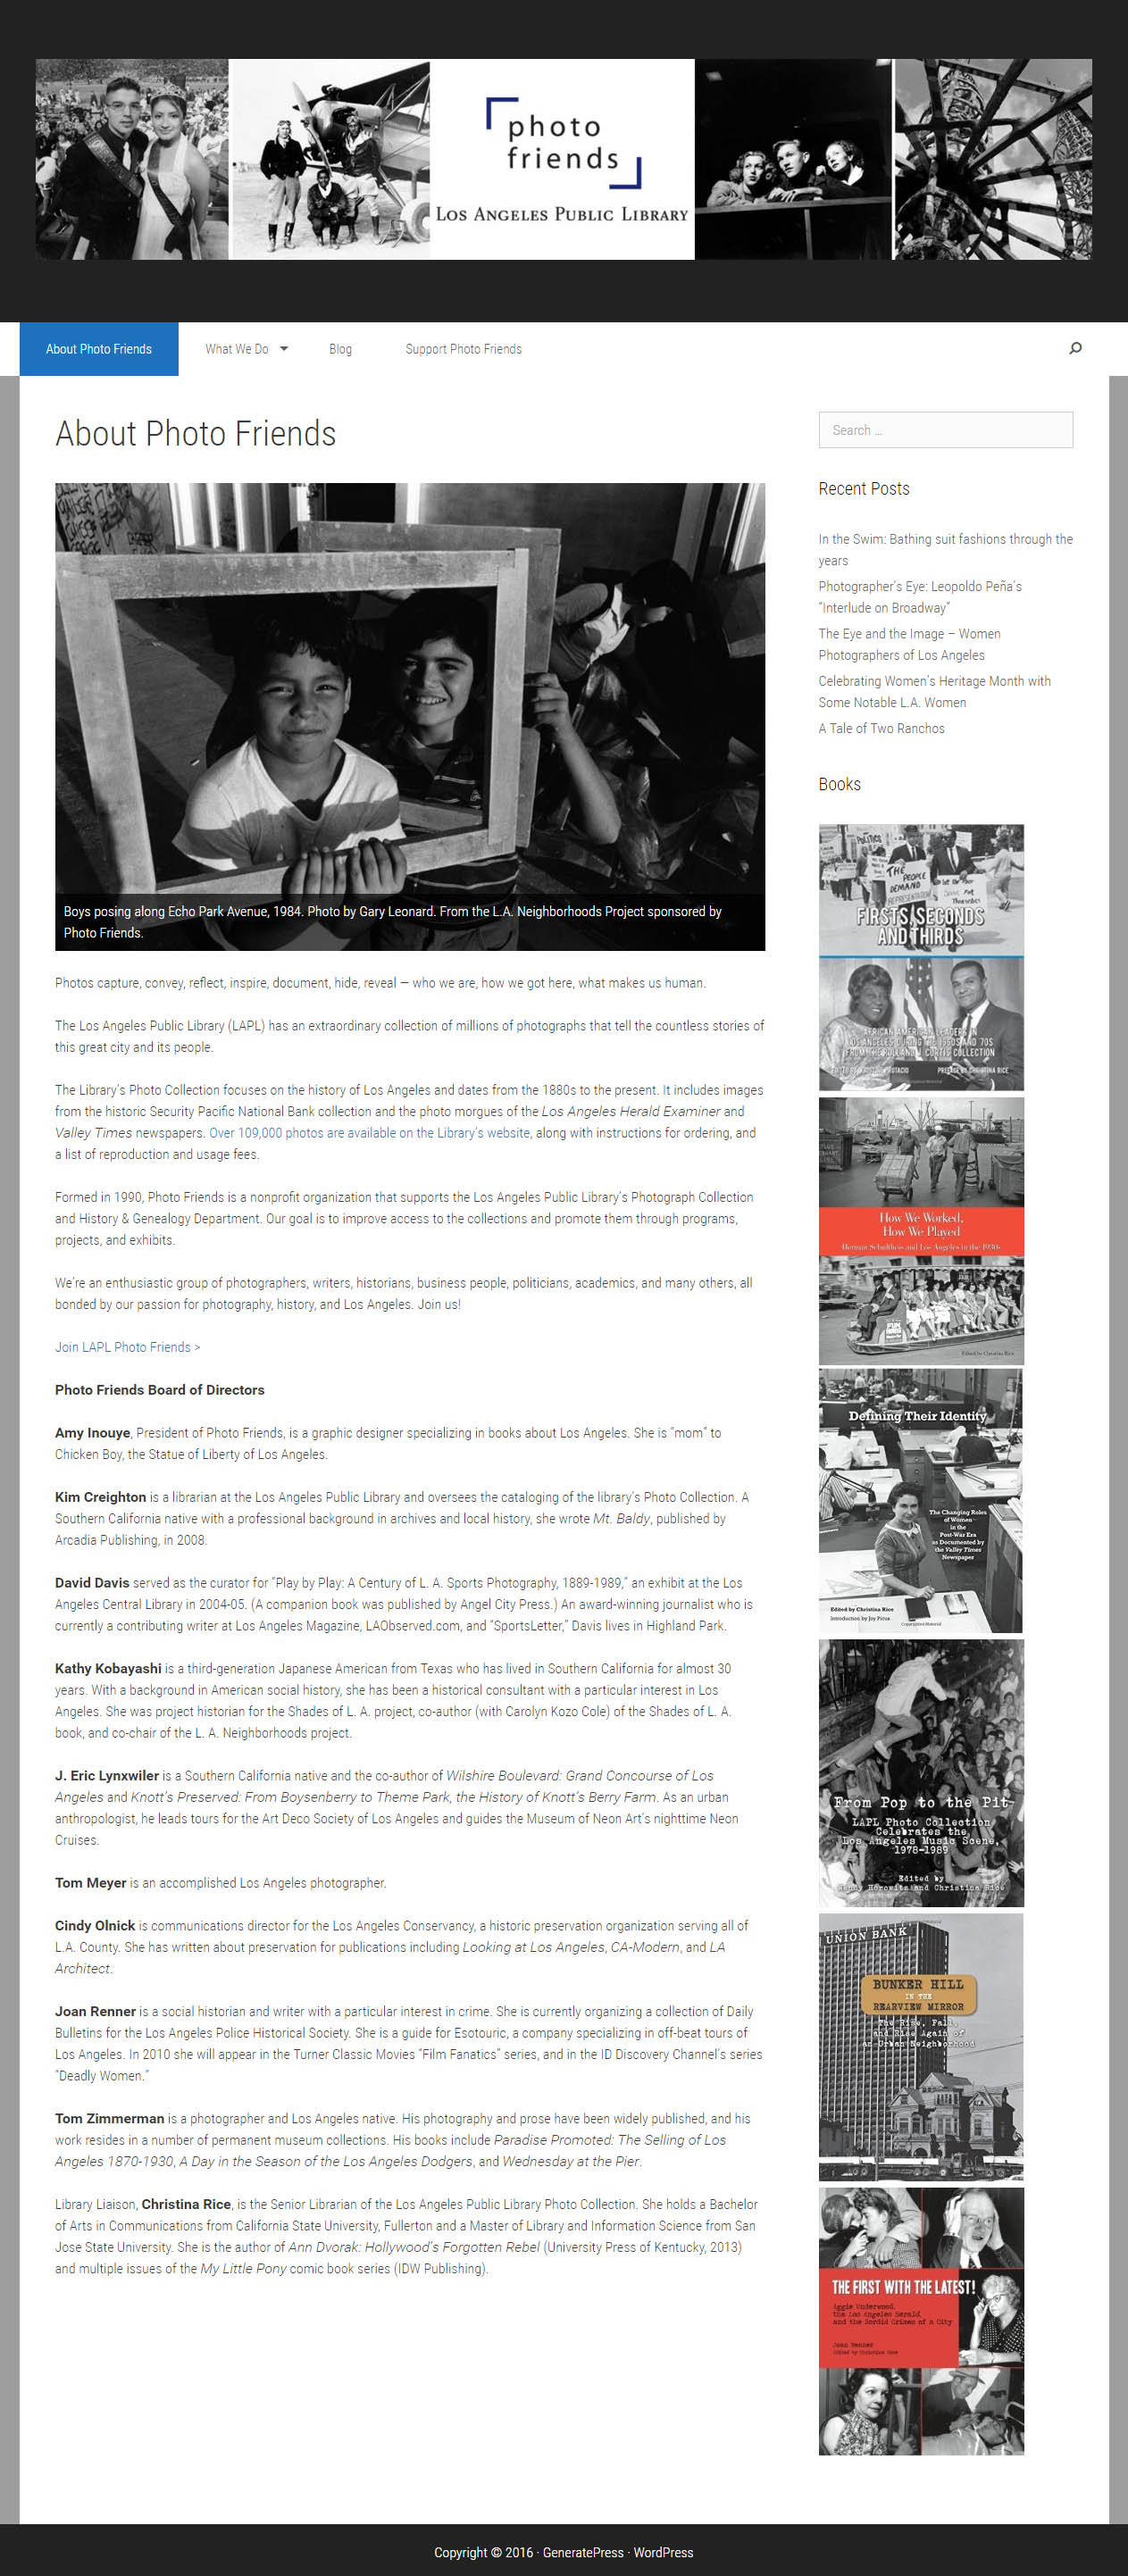 photo
friends
LOS ANGELES PUBLIC LIBRARY
About Photo Friends
What We Do
Blog
Support Photo Friends
About Photo Friends
Boys posing along Echo Park Avenue, 1984. Photo by Gary Leonard. From the L.A. Neighborhoods Project sponsored by
Photo Friends.
Photos capture, convey, reflect, inspire, document, hide, reveal — who we are, how we got here, what makes us human.
The Los Angeles Public Library (LAPL) has an extraordinary collection of millions of photographs that tell the countless stories of
this great city and its people.
The Library's Photo Collection focuses on the history of Los Angeles and dates from the 1880s to the present. It includes images
from the historic Security Pacific National Bank collection and the photo morgues of the Los Angeles Herald Examiner and
Valley Times newspapers. Over 109,000 photos are available on the Library's website, along with instructions for ordering, and
a list of reproduction and usage fees.
Formed in 1990, Photo Friends is a nonprofit organization that supports the Los Angeles Public Library's Photograph Collection
and History & Genealogy Department. Our goal is to improve access to the collections and promote them through programs,
projects, and exhibits.
We're an enthusiastic group of photographers, writers, historians, business people, politicians, academics, and many others, all
bonded by our passion for photography, history, and Los Angeles. Join us!
Join LAPL Photo Friends >
Photo Friends Board of Directors
Amy Inouye, President of Photo Friends, is a graphic designer specializing in books about Los Angeles. She is "mom" to
Chicken Boy, the Statue of Liberty of Los Angeles.
Kim Creighton is a librarian at the Los Angeles Public Library and oversees the cataloging of the library's Photo Collection. A
Southern California native with a professional background in archives and local history, she wrote Mt. Baldy, published by
Arcadia Publishing, in 2008.
David Davis served as the curator for "Play by Play: A Century of L. A. Sports Photography, 1889-1989," an exhibit at the Los
Angeles Central Library in 2004-05. (A companion book was published by Angel City Press.) An award-winning journalist who is
currently a contributing writer at Los Angeles Magazine, LAObserved.com, and "SportsLetter," Davis lives in Highland Park.
Kathy Kobayashi is a third-generation Japanese American from Texas who has lived in Southern California for almost 30
years. With a background in American social history, she has been a historical consultant with a particular interest in Los
Angeles. She was project historian for the Shades of L. A. project, co-author (with Carolyn Kozo Cole) of the Shades of L. A.
book, and co-chair of the L. A. Neighborhoods project.
J. Eric Lynxwiler is a Southern California native and the co-author of Wilshire Boulevard: Grand Concourse of Los
Angeles and Knott's Preserved: From Boysenberry to Theme Park, the History of Knott's Berry Farm. As an urban
anthropologist, he leads tours for the Art Deco Society of Los Angeles and guides the Museum of Neon Art's nighttime Neon
Cruises.
Tom Meyer is an accomplished Los Angeles photographer.
Cindy Olnick is communications director for the Los Angeles Conservancy, a historic preservation organization serving all of
L.A. County. She has written about preservation for publications including Looking at Los Angeles, CA-Modern, and LA
Architect.
Joan Renner is a social historian and writer with a particular interest in crime. She is currently organizing a collection of Daily
Bulletins for the Los Angeles Police Historical Society. She is a guide for Esotouric, a company specializing in off-beat tours of
Los Angeles. In 2010 she will appear in the Turner Classic Movies "Film Fanatics" series, and in the ID Discovery Channel's series
"Deadly Women."
Tom Zimmerman is a photographer and Los Angeles native. His photography and prose have been widely published, and his
work resides in a number of permanent museum collections. His books include Paradise Promoted: The Selling of Los
Angeles 1870-1930, A Day in the Season of the Los Angeles Dodgers, and Wednesday at the Pier.
Library Liaison, Christina Rice, is the Senior Librarian of the Los Angeles Public Library Photo Collection. She holds a Bachelor
of Arts in Communications from California State University, Fullerton and a Master of Library and Information Science from San
Jose State University. She is the author of Ann Dvorak: Hollywood's Forgotten Rebel (University Press of Kentucky, 2013)
and multiple issues of the My Little Pony comic book series (IDW Publishing).
Search …
Recent Posts
In the Swim: Bathing suit fashions through the
years
Photographer's Eye: Leopoldo Peña's
"Interlude on Broadway"
The Eye and the Image – Women
Photographers of Los Angeles
Celebrating Women's Heritage Month with
Some Notable L.A. Women
A Tale of Two Ranchos
Books
THE PEOPLE
DEMAND
FIRSTS, SECONDS
AND THIRDS
AFRICAN AMERICAN LEADERS IN
LOS ANGELES DURING THE 1950S AND 70S
FROM THE ROLLAND J. CURTIS COLLECTION
How We Worked,
How We Played
Herman Schultheis and Los Angeles in the 1930s
Edited by Christina Rice
Defining Their Identity
The Changing Roles
of Women
in the
Post-War Era
as Documented by
the Valley Times
Newspaper
Edited by Christina Rice
Introduction by Joy Picus
From Pop to the Pit
LAPL Photo Collection
Celebrates the
Los Angeles Music Scene,
1978-1989
Edited by
Wendy Horowitz and Christina Rice
UNION BANK
BUNKER HILL
IN THE
REARVIEW MIRROR
The Rise, Fall,
and Rise Again of
an Urban Neighborhood
THE FIRST WITH THE LATEST!
Aggie Underwood,
the Los Angeles Herald,
and the Sordid Crimes of a City
Joan Renner
Edited by Christina Rice
Copyright © 2016 · GeneratePress · WordPress